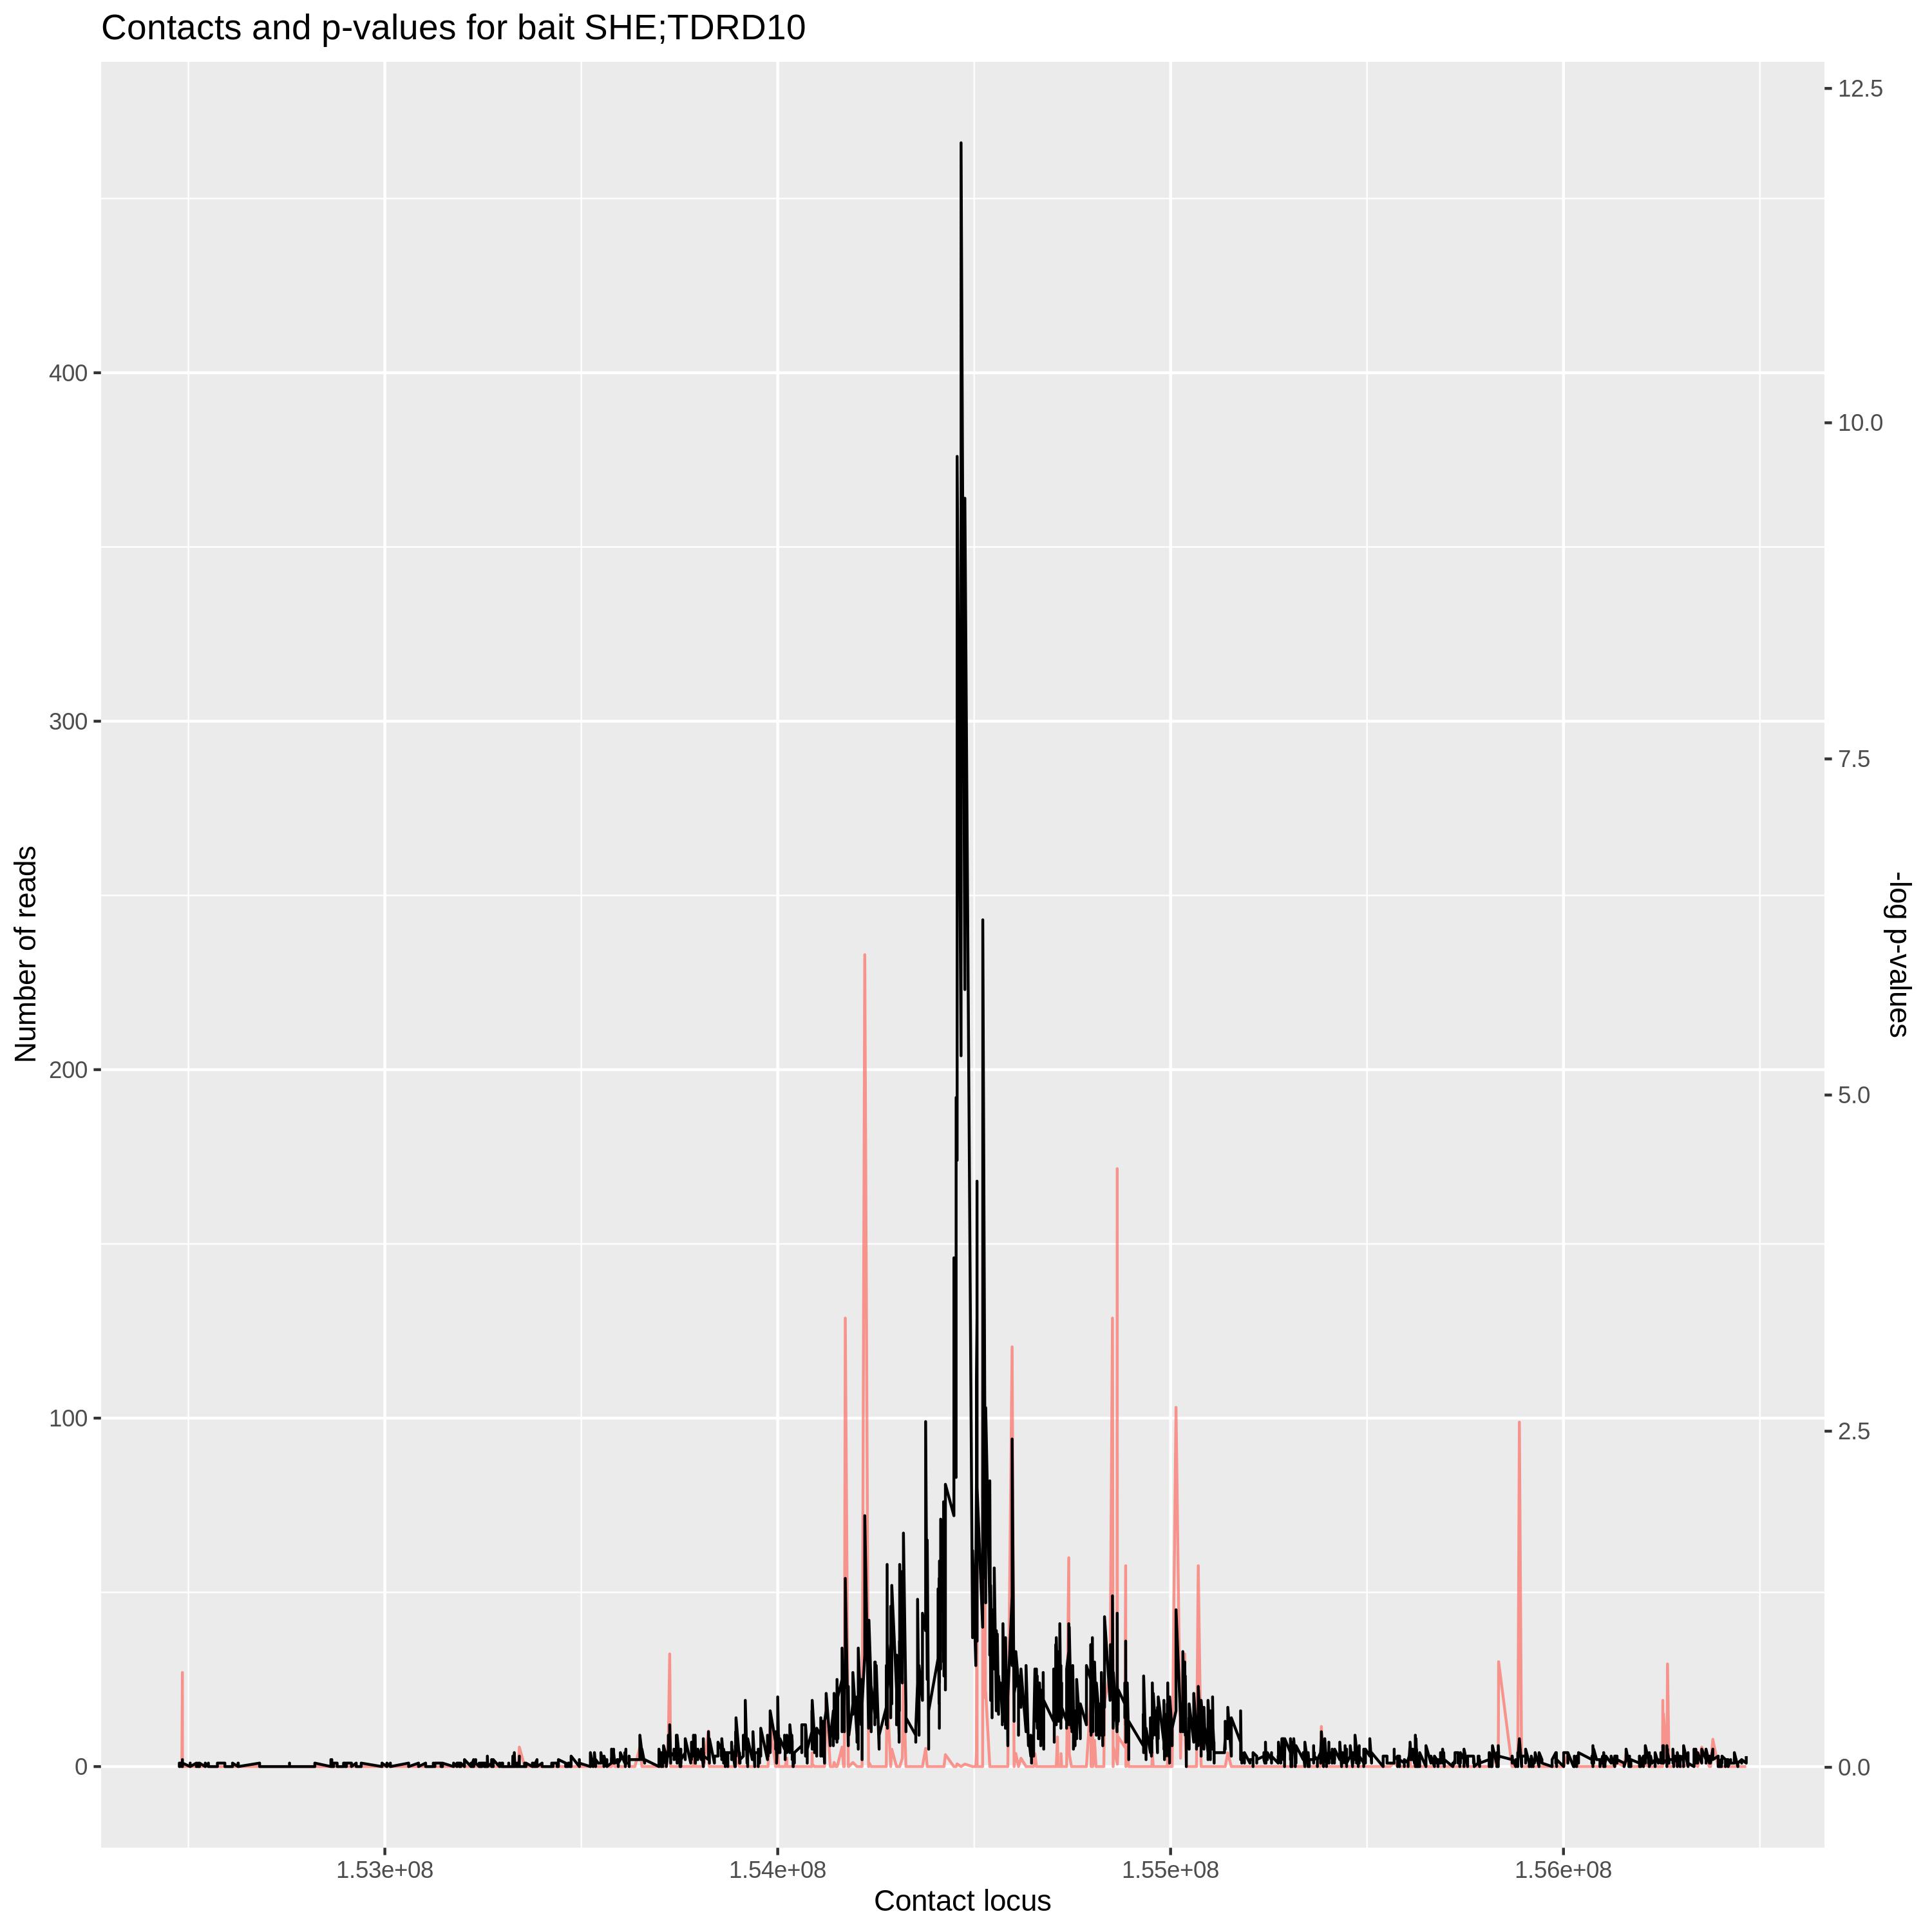 Contacts and p-values for bait SHE;TDRD10
12.5
400
10.0
300
7.5
Number of reads
-log p-values
200
5.0
100
2.5
0
0.0
1.53e+08
1.54e+08
1.55e+08
1.56e+08
Contact locus